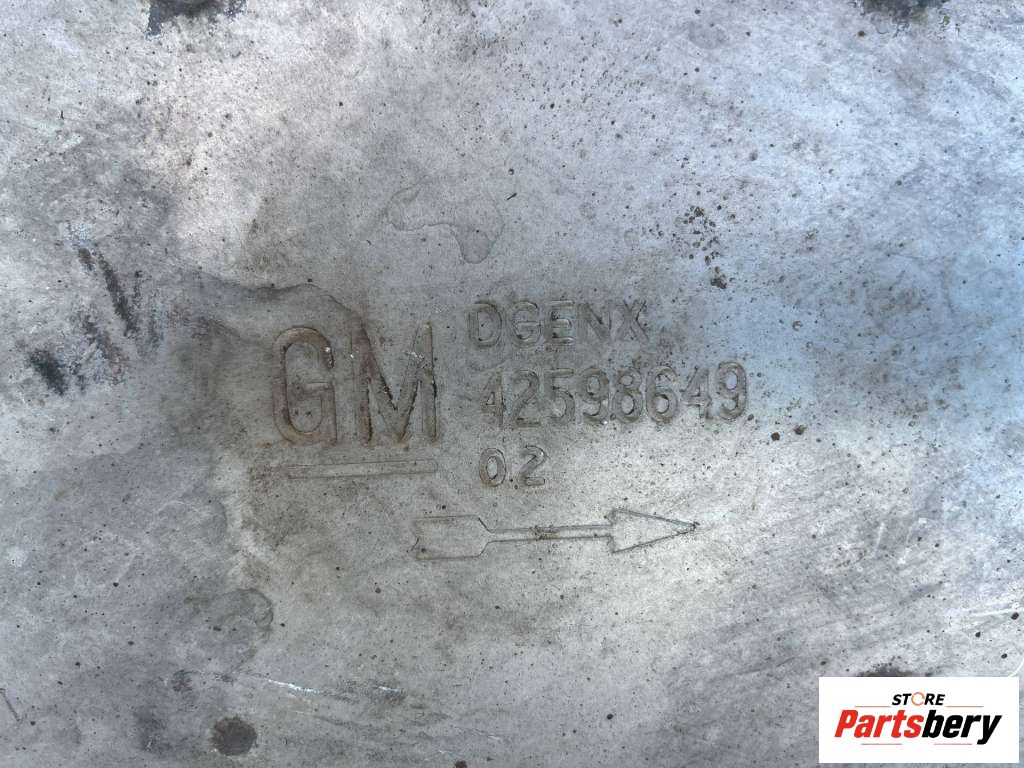 GM
DGENX
42598649
02
STORE
Partsbery